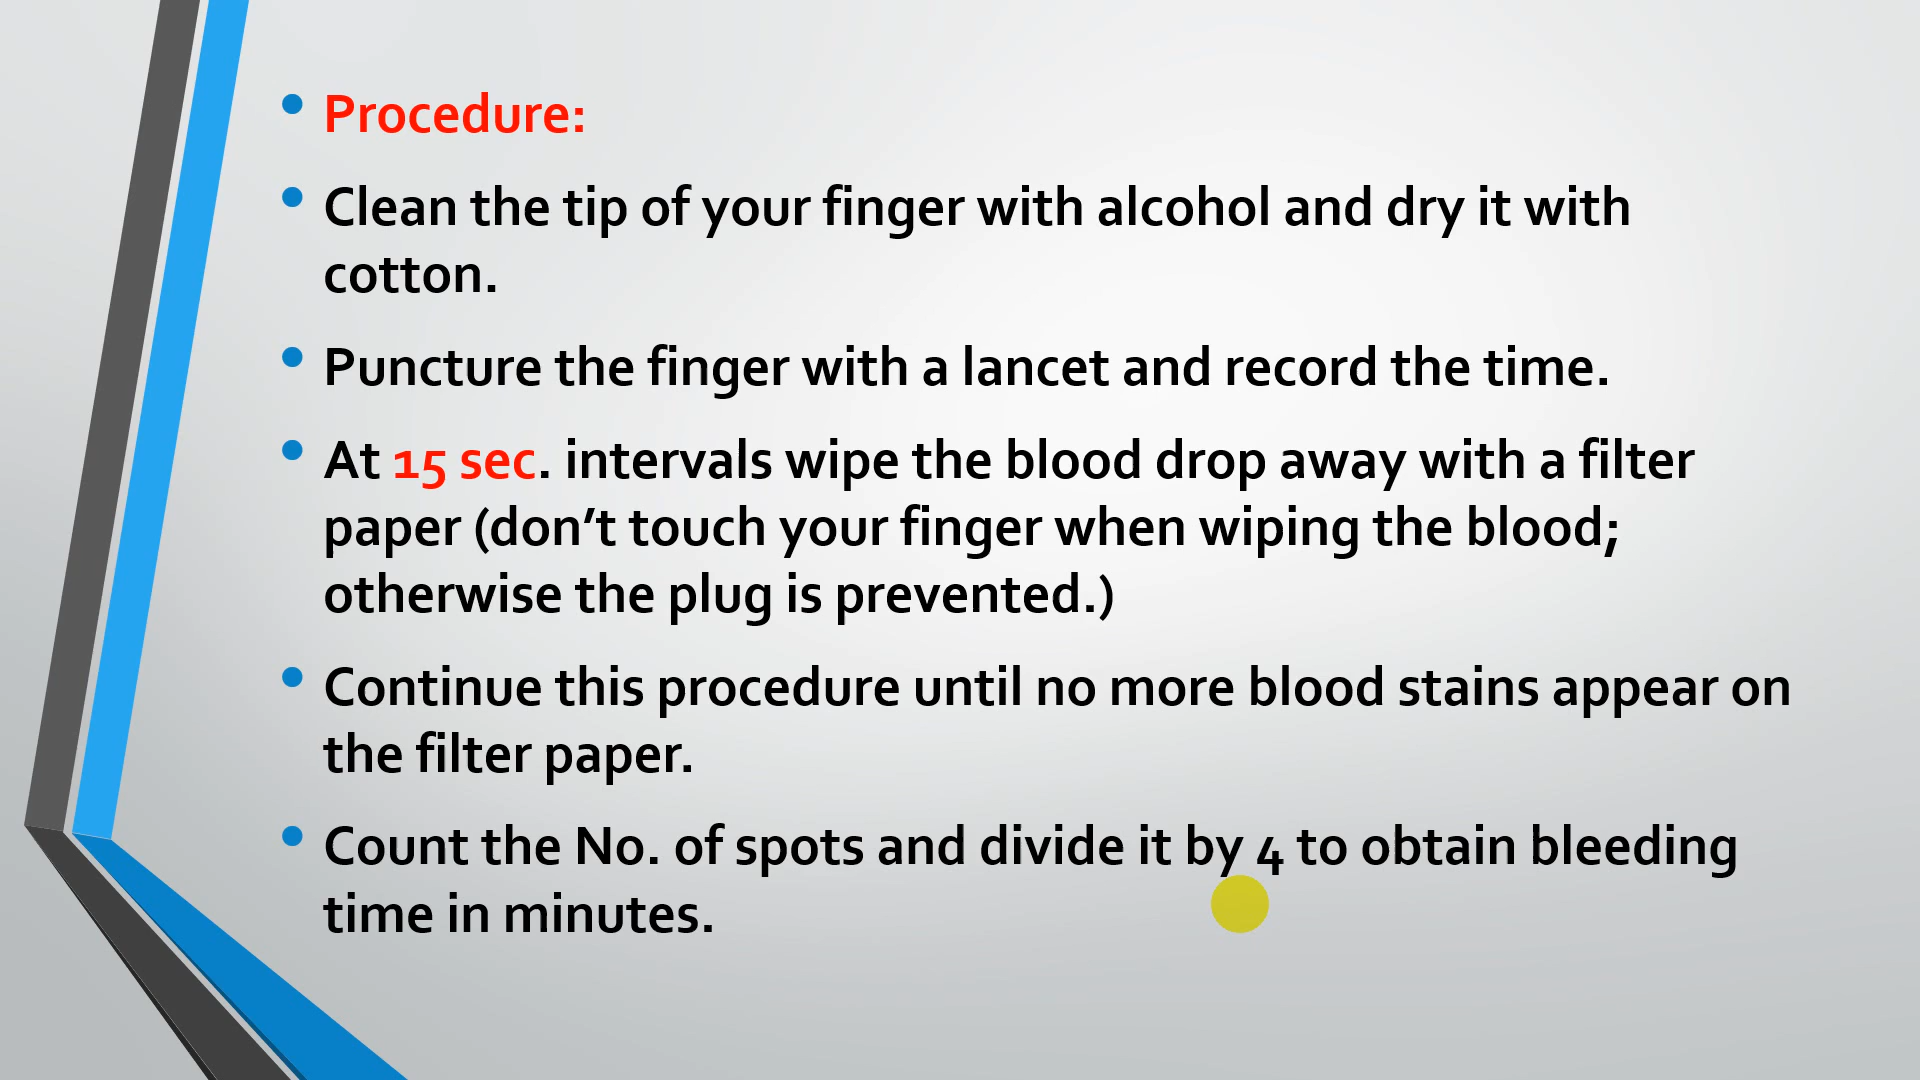 Procedure:
Clean the tip of your finger with alcohol and dry it with
cotton.
Puncture the finger with a lancet and record the time.
At 15 sec. intervals wipe the blood drop away with a filter
paper (don’t touch your finger when wiping the blood;
otherwise the plug is prevented.)
Continue this procedure until no more blood stains appear on
the filter paper.
Count the No. of spots and divide it by 4 to obtain bleeding
time in minutes.